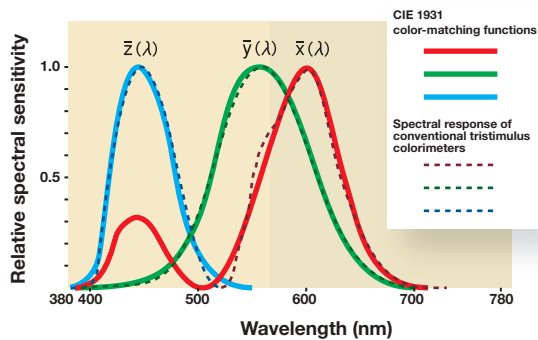 CIE 1931
color-matching functions
z̄(λ)
ȳ(λ)
x̄(λ)
1.0
0.5
Relative spectral sensitivity
Spectral response of
conventional tristimulus
colorimeters
380 400 500 600 700 780
Wavelength (nm)